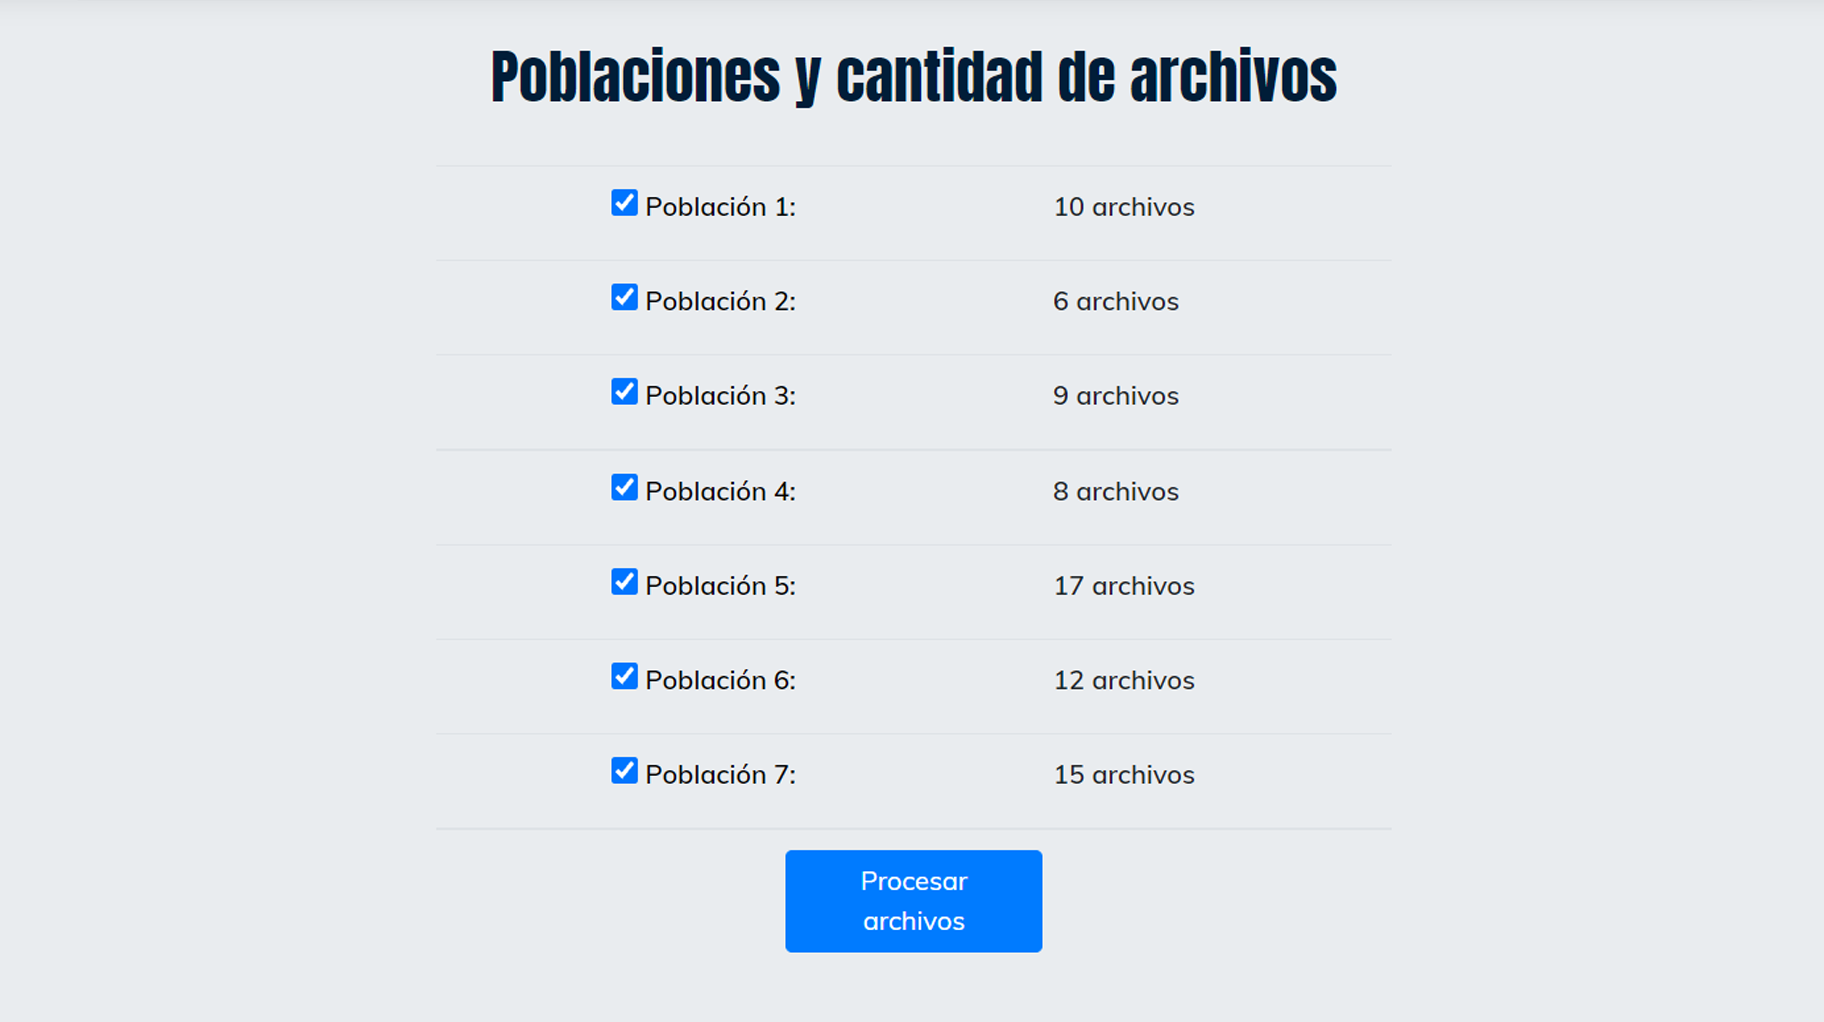 Poblaciones y cantidad de archivos
Población 1: 10 archivos
Población 2: 6 archivos
Población 3: 9 archivos
Población 4: 8 archivos
Población 5: 17 archivos
Población 6: 12 archivos
Población 7: 15 archivos
Procesar
archivos